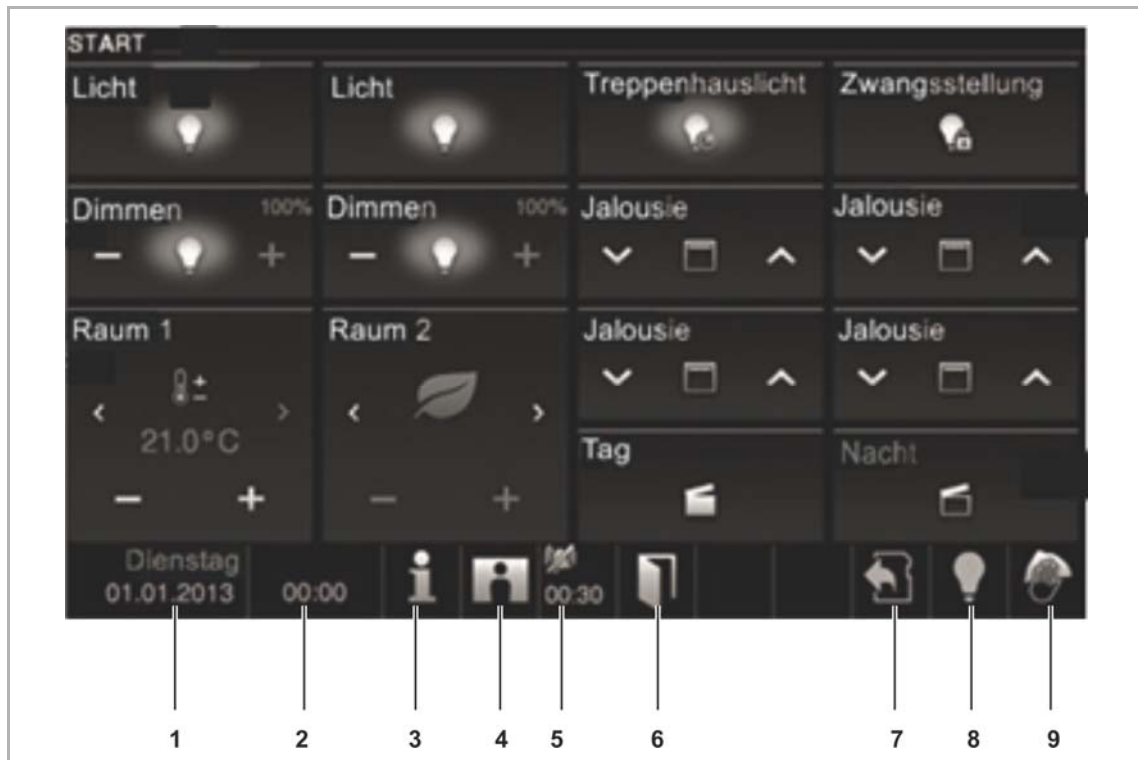 START
Licht Licht Treppenhauslicht Zwangsstellung
Dimmen 100% Dimmen 100% Jalousie Jalousie
Raum 1 Raum 2 Jalousie Jalousie
21.0°C
Tag Nacht
Dienstag
01.01.2013 00:00 00:30
1 2 3 4 5 6 7 8 9